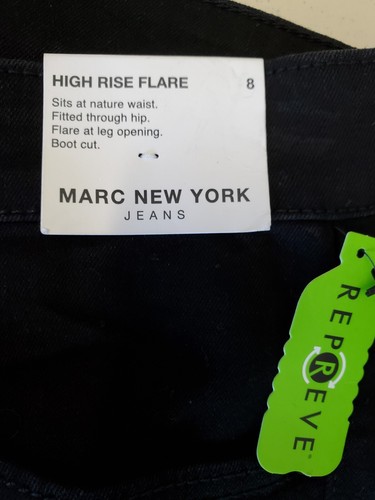 HIGH RISE FLARE 8
Sits at nature waist.
Fitted through hip.
Flare at leg opening.
Boot cut.
MARC NEW YORK
JEANS
REPREVE